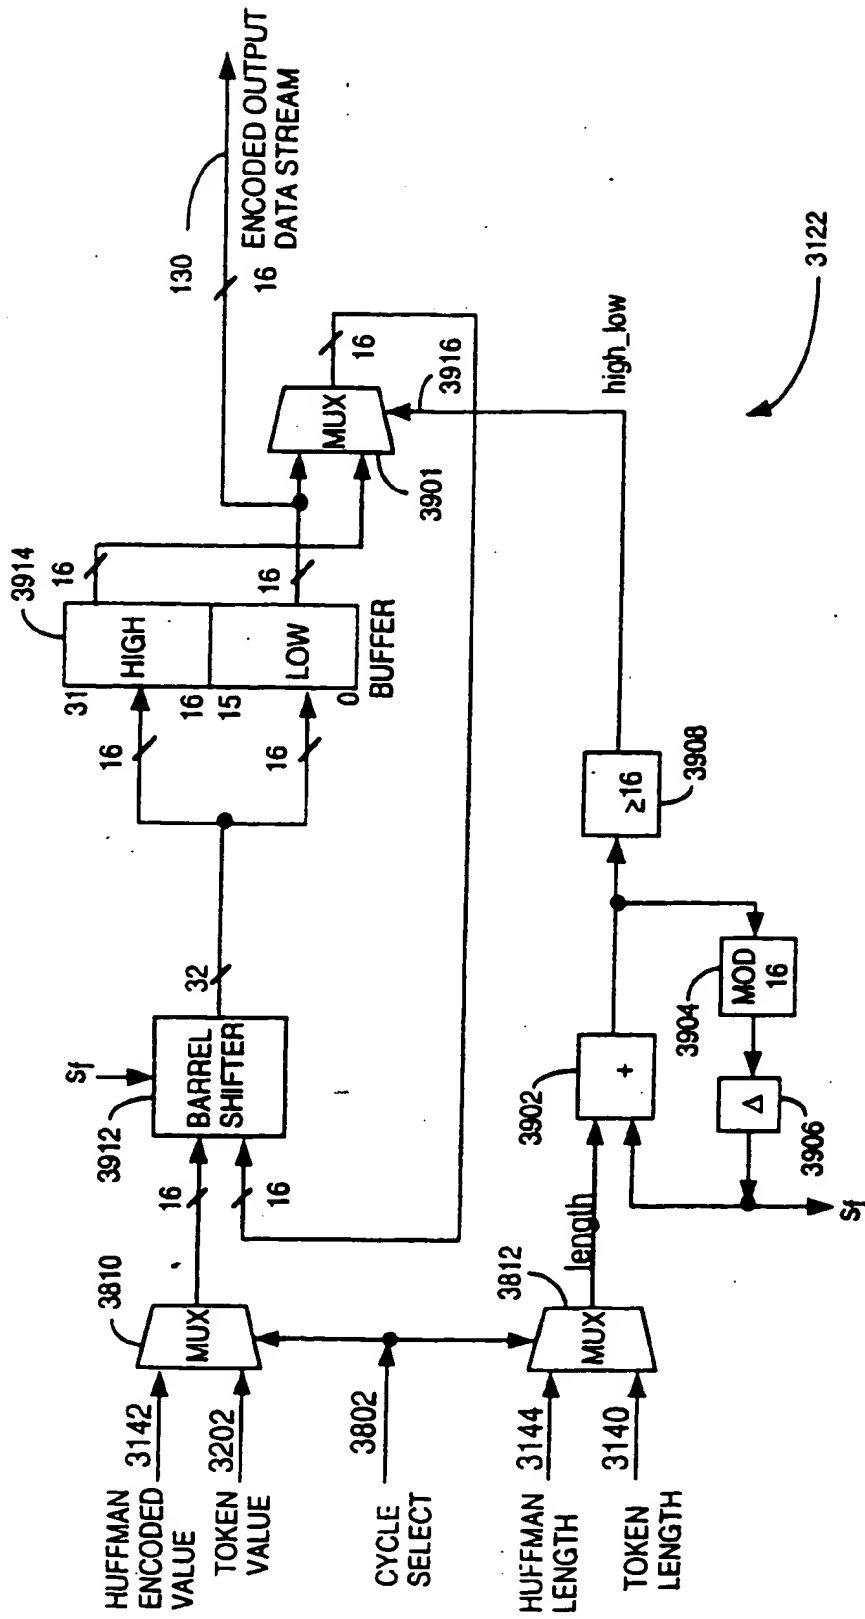 HUFFMAN
ENCODED
VALUE
3142
TOKEN
VALUE
3202
3810
MUX
16
16
3912
Sf
BARREL
SHIFTER
32
16
16
3914
31
HIGH
16
15
LOW
0
BUFFER
16
16
130
16
ENCODED OUTPUT
DATA STREAM
MUX
3901
16
3916
CYCLE
SELECT
3802
HUFFMAN
LENGTH
3144
TOKEN
LENGTH
3140
3812
MUX
length
3902
+
3904
MOD
16
Δ
3906
Sf
≥16
3908
high_low
3122